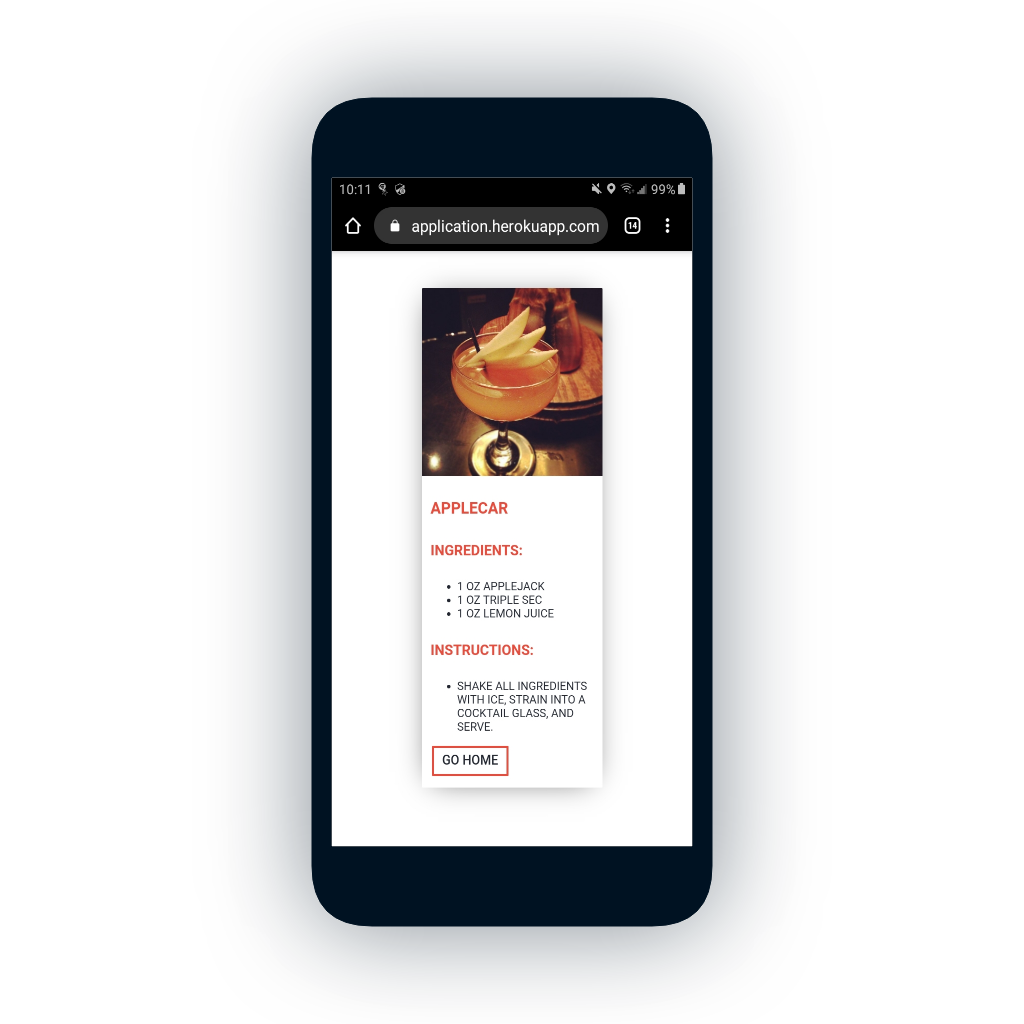 10:11 99%
application.herokuapp.com 14
APPLECAR
INGREDIENTS:
• 1 OZ APPLEJACK
• 1 OZ TRIPLE SEC
• 1 OZ LEMON JUICE
INSTRUCTIONS:
• SHAKE ALL INGREDIENTS
WITH ICE, STRAIN INTO A
COCKTAIL GLASS, AND
SERVE.
GO HOME